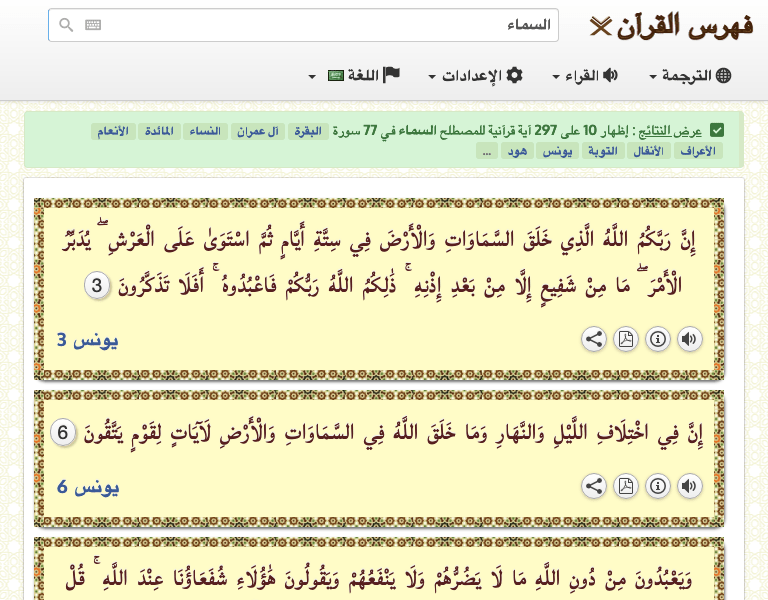 فهرس القرآن
السماء
الترجمة القراء الإعدادات اللغة
عرض النتائج : إظهار 10 على 297 آية قرآنية للمصطلح السماء في 77 سورة البقرة آل عمران النساء المائدة الأنعام
الأعراف الأنفال التوبة يونس هود ...
إِنَّ رَبَّكُمُ اللَّهُ الَّذِي خَلَقَ السَّمَاوَاتِ وَالْأَرْضَ فِي سِتَّةِ أَيَّامٍ ثُمَّ اسْتَوَىٰ عَلَى الْعَرْشِ ۖ يُدَبِّرُ
الْأَمْرَ ۖ مَا مِنْ شَفِيعٍ إِلَّا مِنْ بَعْدِ إِذْنِهِ ۚ ذَٰلِكُمُ اللَّهُ رَبُّكُمْ فَاعْبُدُوهُ ۚ أَفَلَا تَذَكَّرُونَ 3
يونس 3
إِنَّ فِي اخْتِلَافِ اللَّيْلِ وَالنَّهَارِ وَمَا خَلَقَ اللَّهُ فِي السَّمَاوَاتِ وَالْأَرْضِ لَآيَاتٍ لِقَوْمٍ يَتَّقُونَ 6
يونس 6
وَيَعْبُدُونَ مِنْ دُونِ اللَّهِ مَا لَا يَضُرُّهُمْ وَلَا يَنْفَعُهُمْ وَيَقُولُونَ هَٰؤُلَاءِ شُفَعَاؤُنَا عِنْدَ اللَّهِ ۚ قُلْ